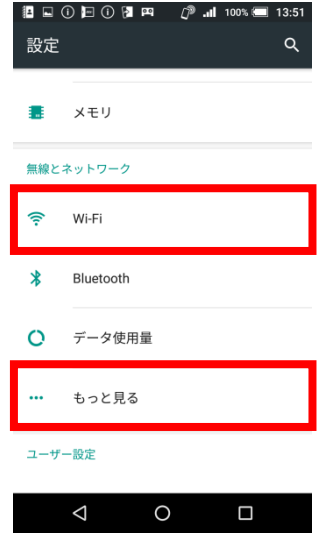 100% 13:51
設定
メモリ
無線とネットワーク
Wi-Fi
Bluetooth
データ使用量
もっと見る
ユーザー設定